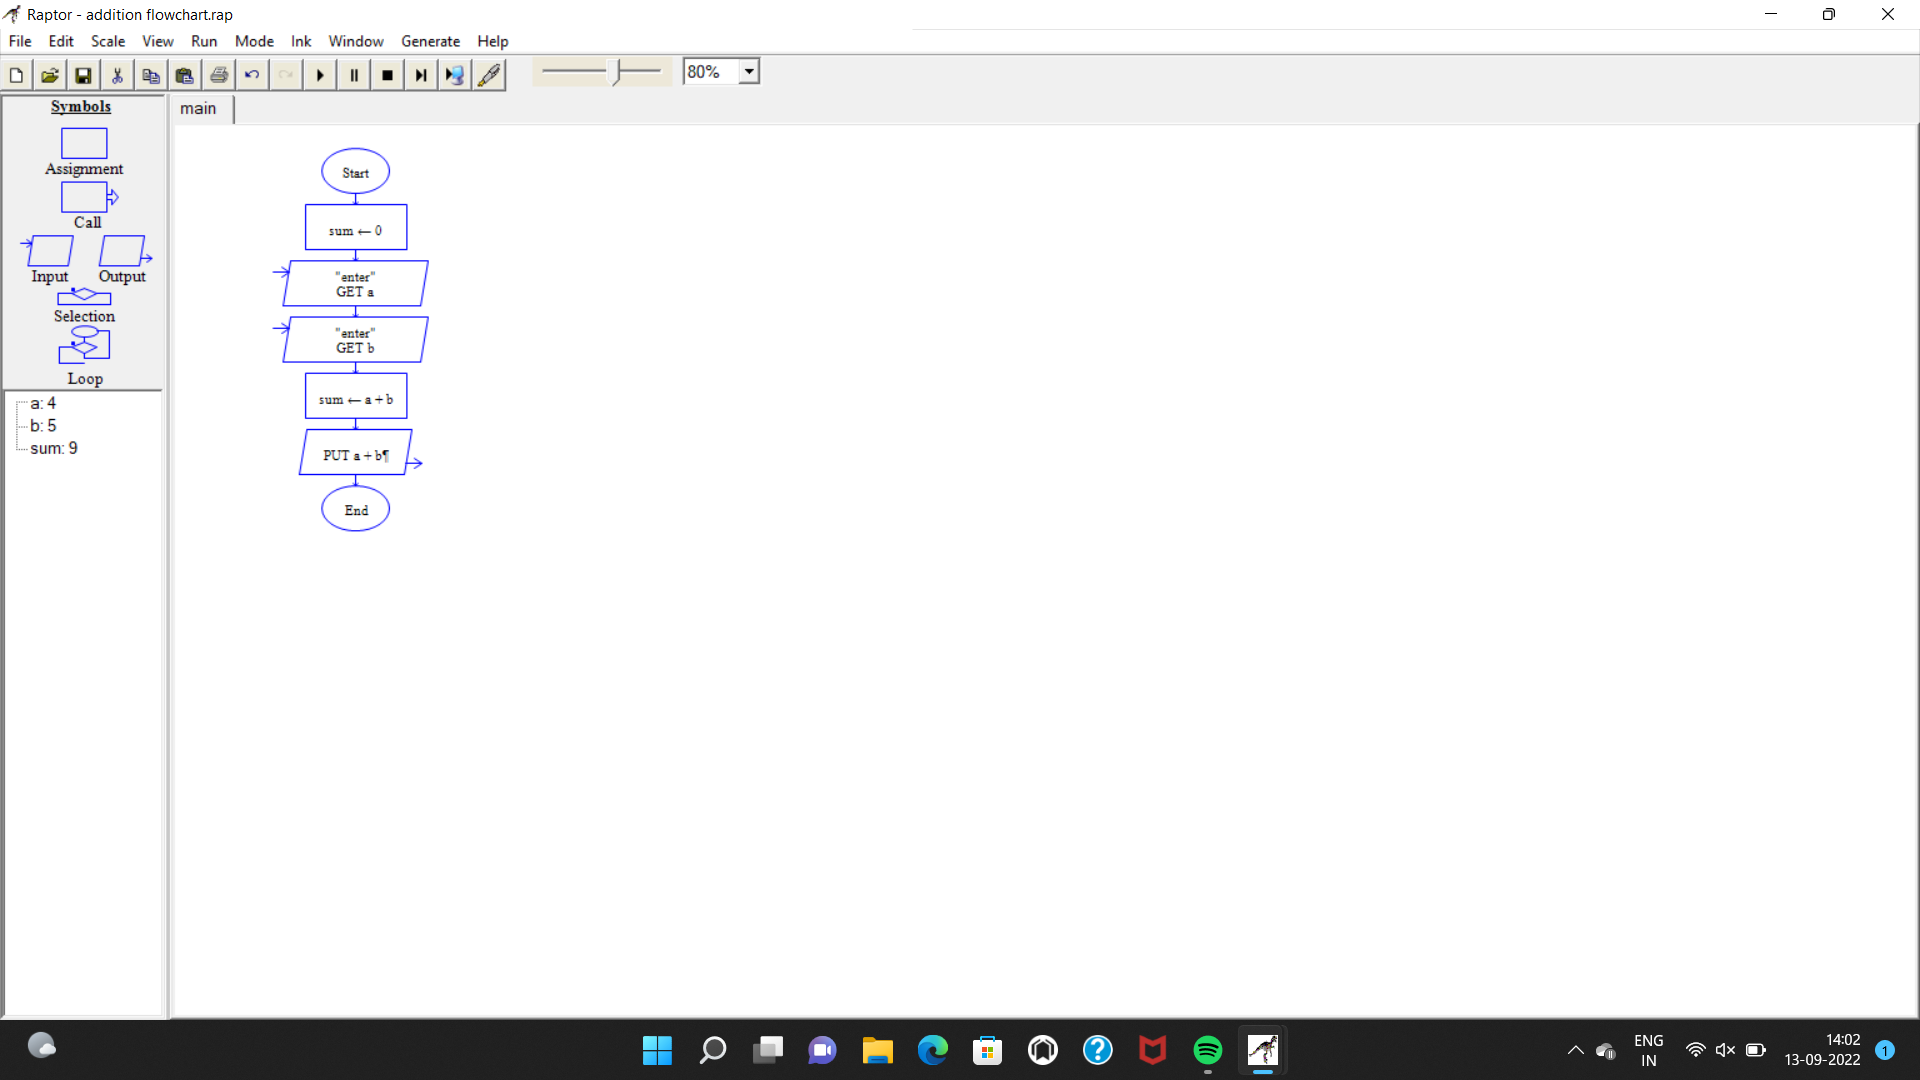 Raptor - addition flowchart.rap
File Edit Scale View Run Mode Ink Window Generate Help
80%
Symbols
Assignment
Call
Input Output
Selection
Loop
a: 4
b: 5
sum: 9
main
Start
sum ← 0
"enter"
GET a
"enter"
GET b
sum ← a + b
PUT a + b¶
End
ENG
IN
14:02
13-09-2022
1